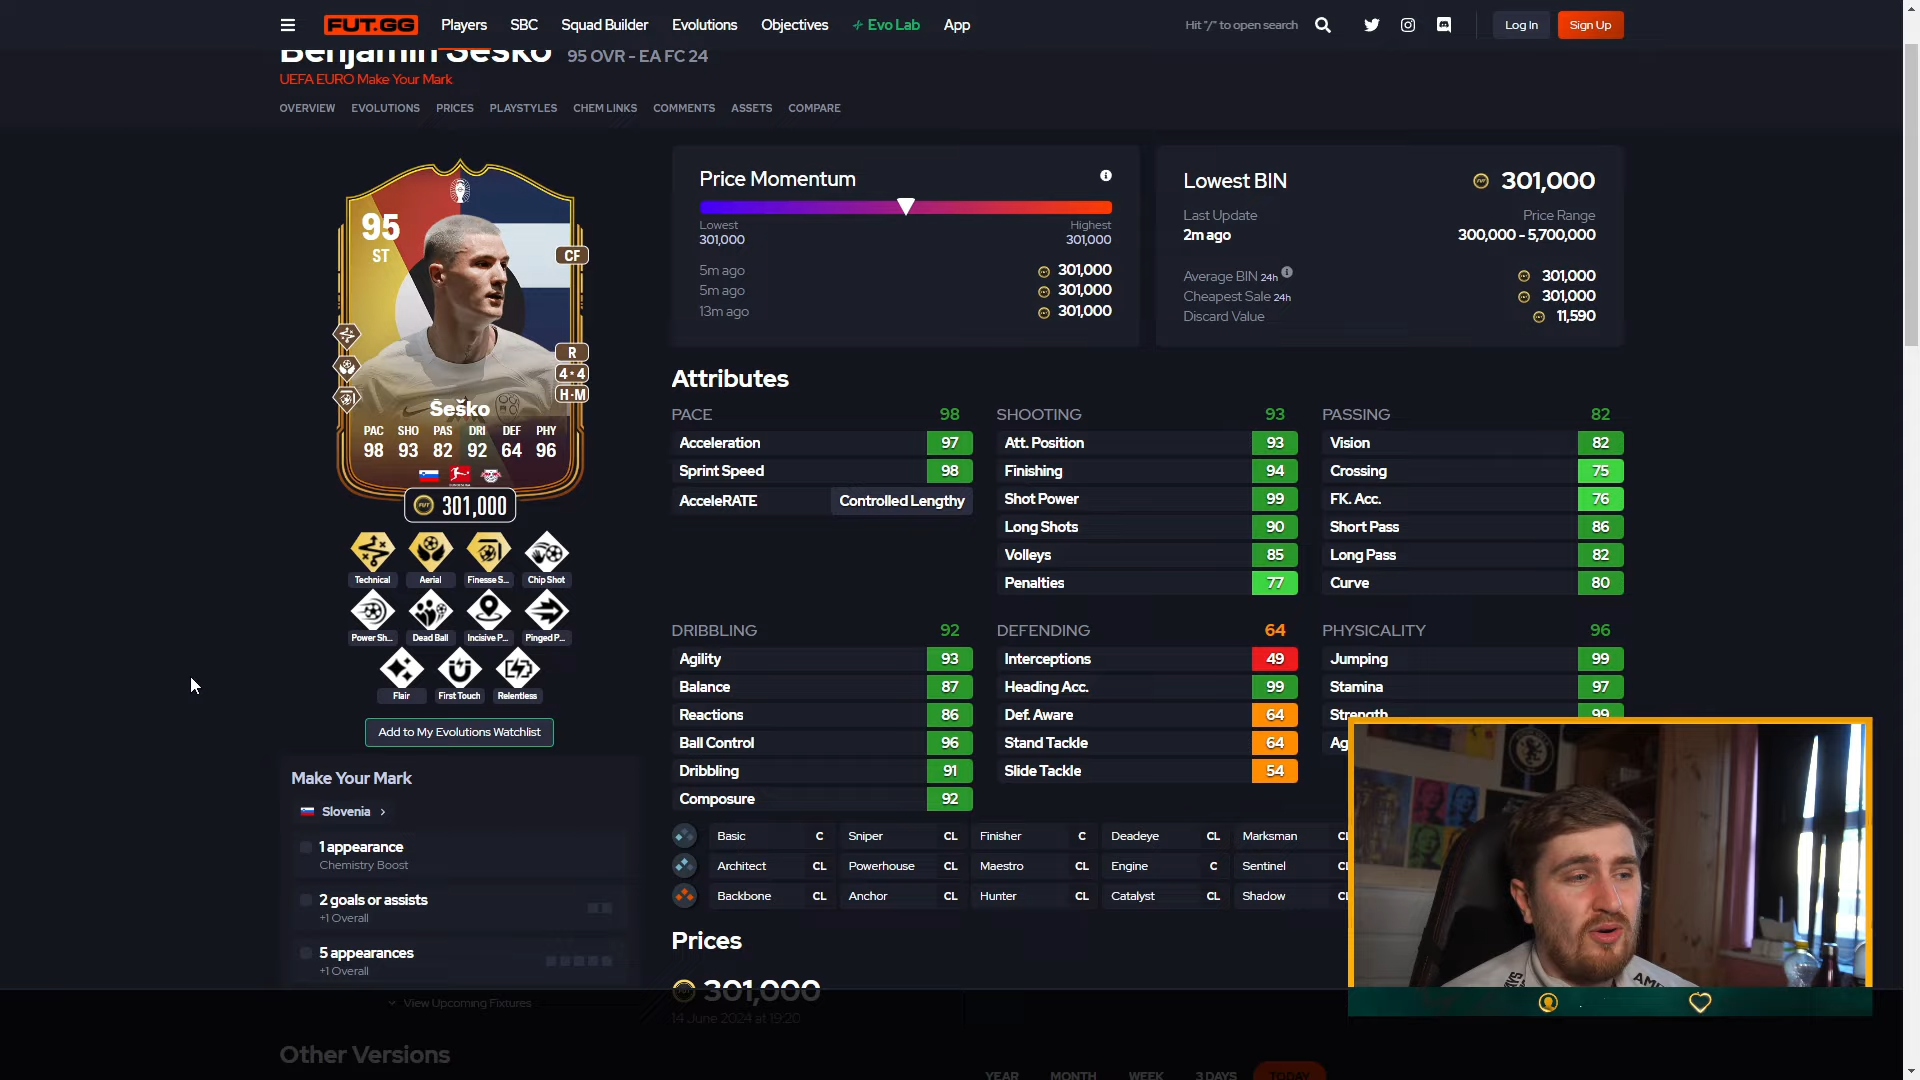 FUT.GG Players SBC Squad Builder Evolutions Objectives Evo Lab App Hit "/" to open search Log In Sign Up
Benjamin Šeško 95 OVR - EA FC 24
UEFA EURO Make Your Mark
OVERVIEW EVOLUTIONS PRICES PLAYSTYLES CHEM LINKS COMMENTS ASSETS COMPARE
95
ST
CF
R
4 4
H·M
Šeško
PAC SHO PAS DRI DEF PHY
98 93 82 92 64 96
301,000
Technical Aerial Finesse S... Chip Shot
Power Sh... Dead Ball Incisive P... Pinged P...
Flair First Touch Relentless
Add to My Evolutions Watchlist
Make Your Mark
Slovenia >
1 appearance
Chemistry Boost
2 goals or assists
+1 Overall
5 appearances
+1 Overall
View Upcoming Fixtures
Other Versions
Price Momentum
Lowest Highest
301,000 301,000
5m ago 301,000
5m ago 301,000
13m ago 301,000
Lowest BIN 301,000
Last Update Price Range
2m ago 300,000 - 5,700,000
Average BIN 24h 301,000
Cheapest Sale 24h 301,000
Discard Value 11,590
Attributes
PACE 98
Acceleration 97
Sprint Speed 98
AcceleRATE Controlled Lengthy
SHOOTING 93
Att. Position 93
Finishing 94
Shot Power 99
Long Shots 90
Volleys 85
Penalties 77
PASSING 82
Vision 82
Crossing 75
FK. Acc. 76
Short Pass 86
Long Pass 82
Curve 80
DRIBBLING 92
Agility 93
Balance 87
Reactions 86
Ball Control 96
Dribbling 91
Composure 92
DEFENDING 64
Interceptions 49
Heading Acc. 99
Def. Aware 64
Stand Tackle 64
Slide Tackle 54
PHYSICALITY 96
Jumping 99
Stamina 97
Strength 99
Ag
Basic C Sniper CL Finisher C Deadeye CL Marksman
Architect CL Powerhouse CL Maestro CL Engine C Sentinel
Backbone CL Anchor CL Hunter CL Catalyst CL Shadow
Prices
301,000
14 June 2024 at 19:20
YEAR MONTH WEEK 3 DAYS TODAY